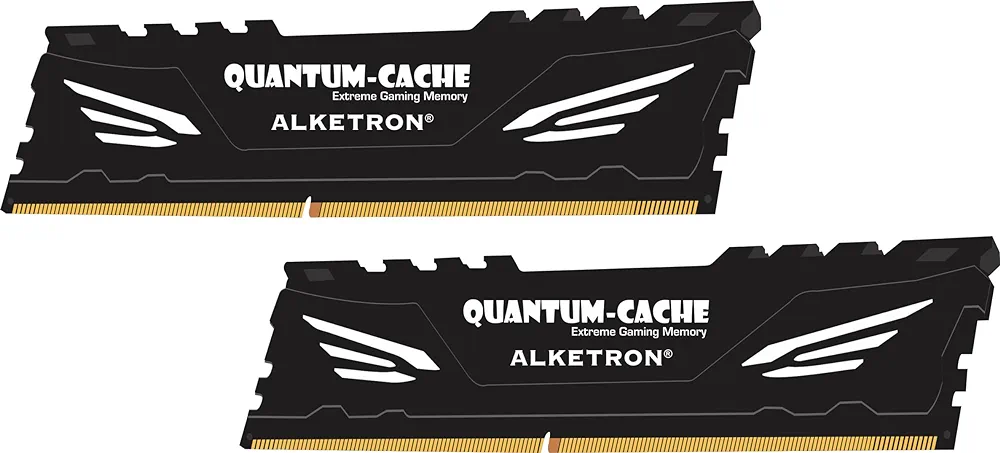 QUANTUM-CACHE
Extreme Gaming Memory
ALKETRON®
QUANTUM-CACHE
Extreme Gaming Memory
ALKETRON®